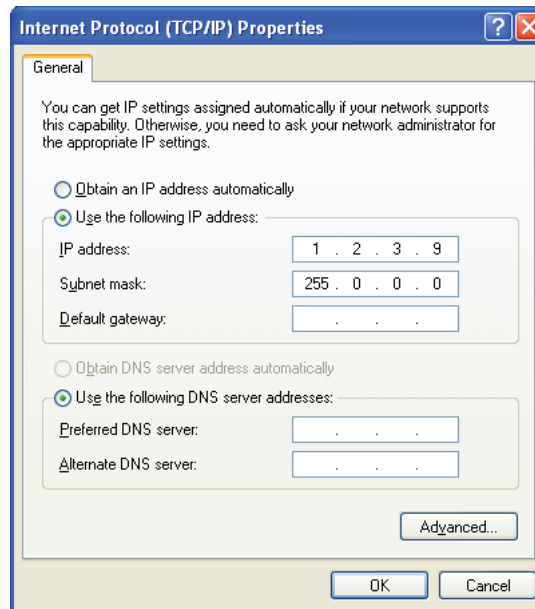 Internet Protocol (TCP/IP) Properties
General
You can get IP settings assigned automatically if your network supports
this capability. Otherwise, you need to ask your network administrator for
the appropriate IP settings.
Obtain an IP address automatically
Use the following IP address:
IP address: 1 . 2 . 3 . 9
Subnet mask: 255 . 0 . 0 . 0
Default gateway: . . .
Obtain DNS server address automatically
Use the following DNS server addresses:
Preferred DNS server: . . .
Alternate DNS server: . . .
Advanced...
OK Cancel